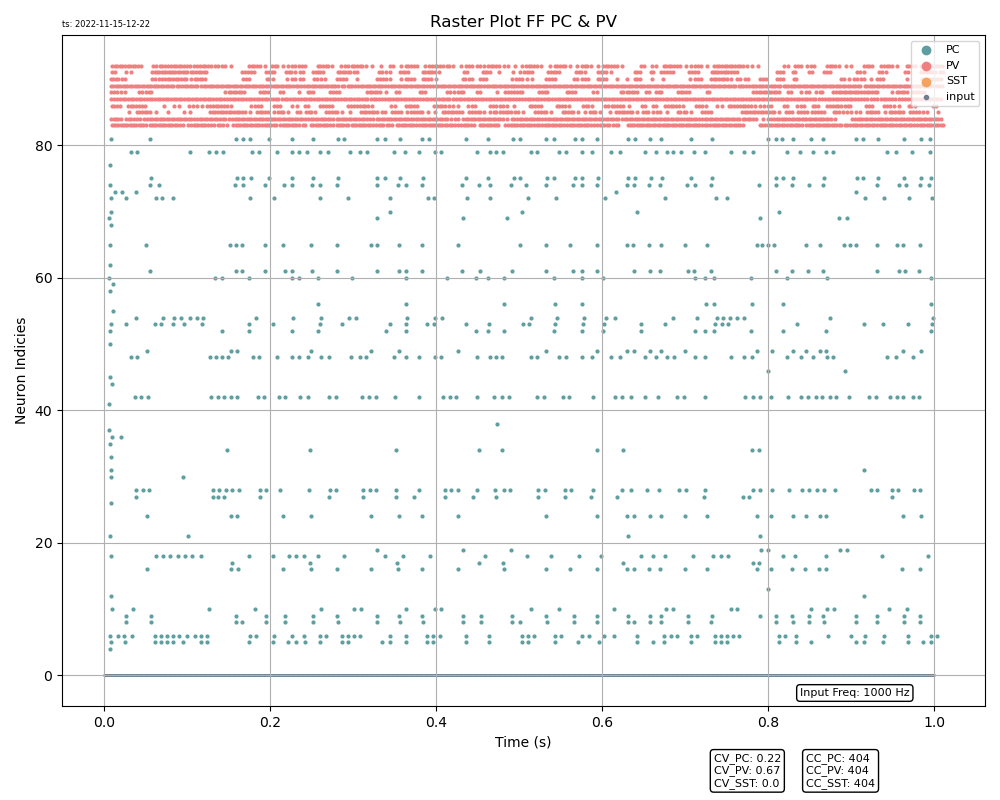 ts: 2022-11-15-12-22
Raster Plot FF PC & PV
PC
PV
SST
input
80
60
40
20
0
Neuron Indicies
Input Freq: 1000 Hz
0.0 0.2 0.4 0.6 0.8 1.0
Time (s)
CV_PC: 0.22
CV_PV: 0.67
CV_SST: 0.0
CC_PC: 404
CC_PV: 404
CC_SST: 404